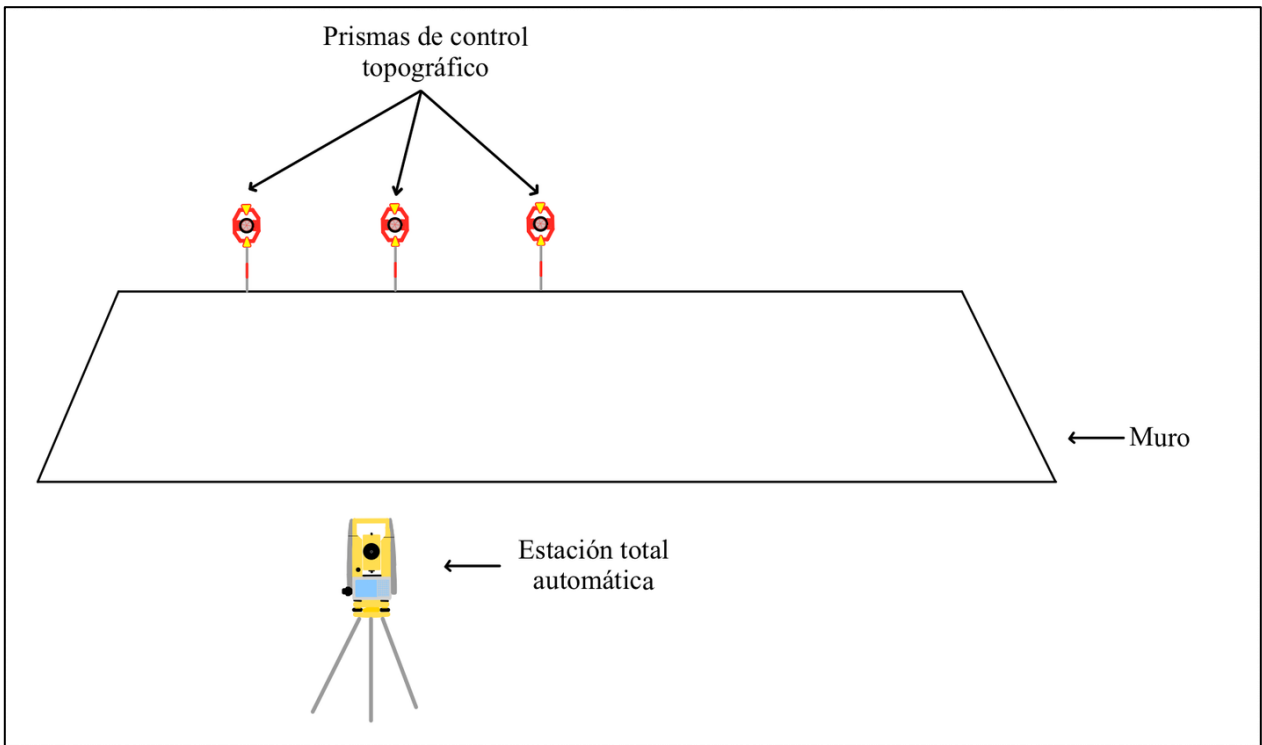 Prismas de control
topográfico
Muro
Estación total
automática